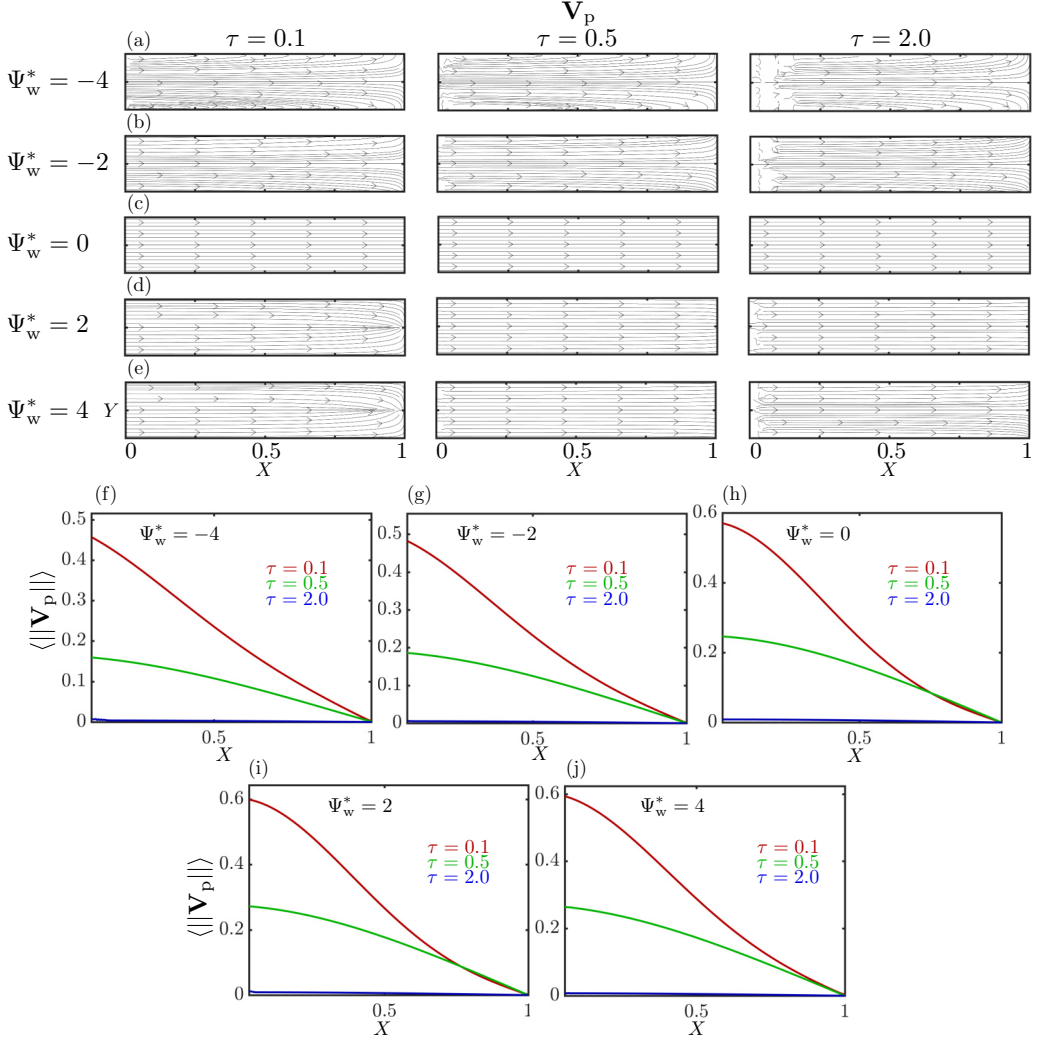 V_p
(a) τ = 0.1 τ = 0.5 τ = 2.0
Ψ*_w = −4
(b)
Ψ*_w = −2
(c)
Ψ*_w = 0
(d)
Ψ*_w = 2
(e)
Ψ*_w = 4 Y
0 0.5 1 0 0.5 1 0 0.5 1
X X X
(f) (g) (h)
0.5 0.5 0.6
Ψ*_w = −4 Ψ*_w = −2 Ψ*_w = 0
0.4 0.4 0.4
τ = 0.1 τ = 0.1 τ = 0.1
τ = 0.5 τ = 0.5 τ = 0.5
τ = 2.0 τ = 2.0 τ = 2.0
⟨||V_p||⟩
0.3 0.3
0.2 0.2 0.2
0.1 0.1
0 0 0
0.5 1 0.5 1 0.5 1
X X X
(i) (j)
0.6 0.6
Ψ*_w = 2 Ψ*_w = 4
τ = 0.1 τ = 0.1
τ = 0.5 τ = 0.5
τ = 2.0 τ = 2.0
⟨||V_p||⟩
0.4 0.4
0.2 0.2
0 0
0.5 1 0.5 1
X X